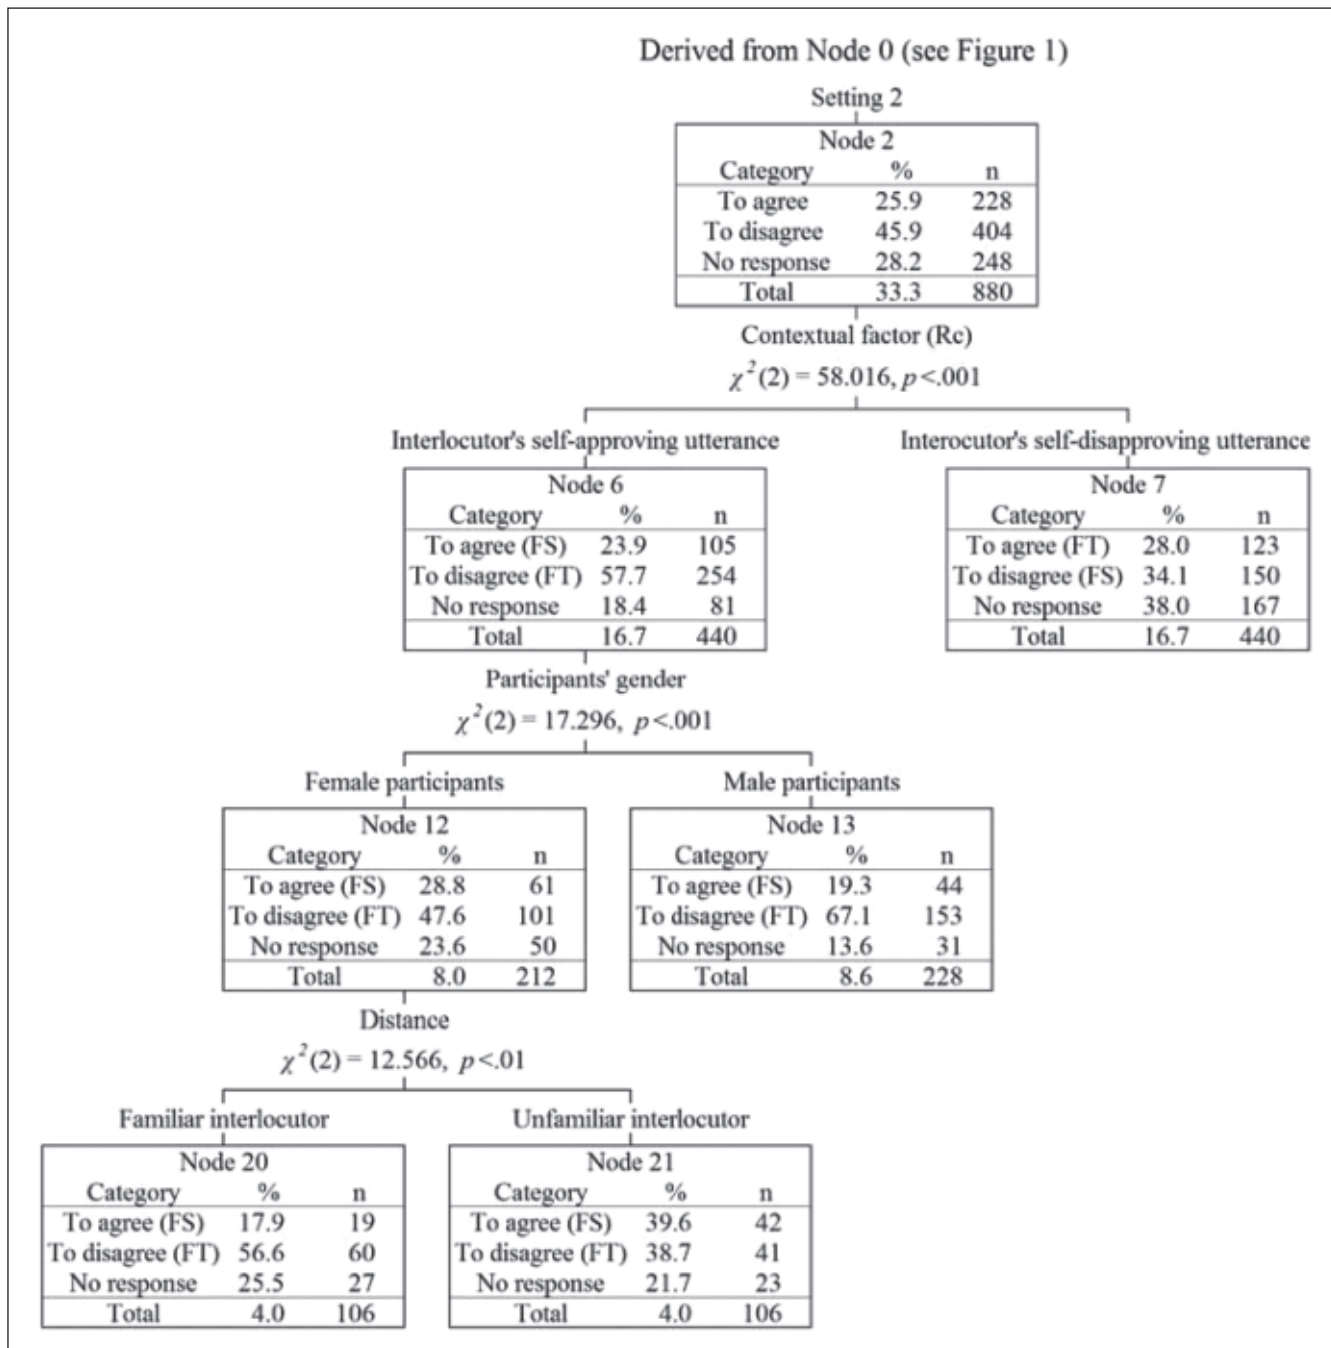 Derived from Node 0 (see Figure 1)
Setting 2
Node 2
Category % n
To agree 25.9 228
To disagree 45.9 404
No response 28.2 248
Total 33.3 880
Contextual factor (Rc)
χ²(2) = 58.016, p<.001
Interlocutor's self-approving utterance
Interocutor's self-disapproving utterance
Node 6
Category % n
To agree (FS) 23.9 105
To disagree (FT) 57.7 254
No response 18.4 81
Total 16.7 440
Node 7
Category % n
To agree (FT) 28.0 123
To disagree (FS) 34.1 150
No response 38.0 167
Total 16.7 440
Participants' gender
χ²(2) = 17.296, p<.001
Female participants
Male participants
Node 12
Category % n
To agree (FS) 28.8 61
To disagree (FT) 47.6 101
No response 23.6 50
Total 8.0 212
Node 13
Category % n
To agree (FS) 19.3 44
To disagree (FT) 67.1 153
No response 13.6 31
Total 8.6 228
Distance
χ²(2) = 12.566, p<.01
Familiar interlocutor
Unfamiliar interlocutor
Node 20
Category % n
To agree (FS) 17.9 19
To disagree (FT) 56.6 60
No response 25.5 27
Total 4.0 106
Node 21
Category % n
To agree (FS) 39.6 42
To disagree (FT) 38.7 41
No response 21.7 23
Total 4.0 106